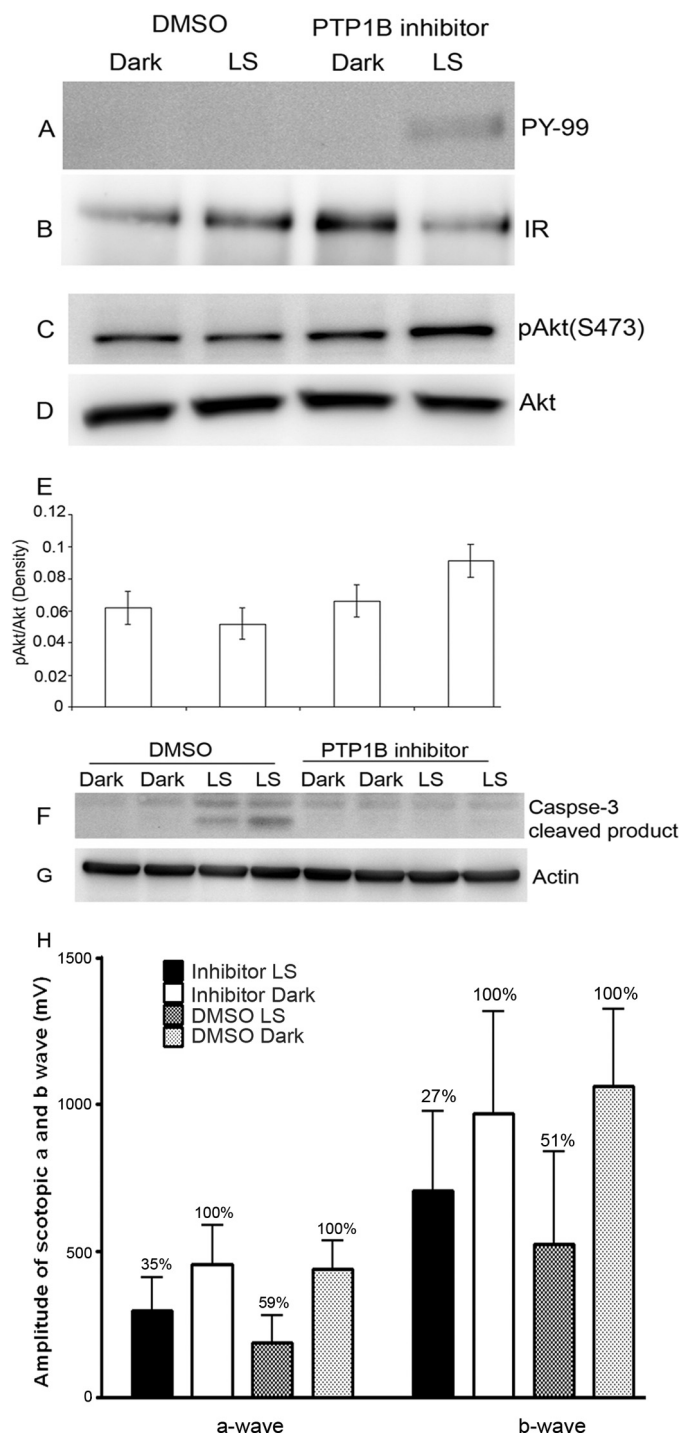 DMSO PTP1B inhibitor
Dark LS Dark LS
A PY-99
B IR
C pAkt(S473)
D Akt
E
0.12
0.1
0.08
0.06
0.04
0.02
0
pAkt/Akt (Density)
DMSO PTP1B inhibitor
Dark Dark LS LS Dark Dark LS LS
F Caspse-3
cleaved product
G Actin
H
1500
1000
500
0
Amplitude of scotopic a and b wave (mV)
Inhibitor LS
Inhibitor Dark
DMSO LS
DMSO Dark
35% 100% 59% 100% 27% 100% 51% 100%
a-wave b-wave